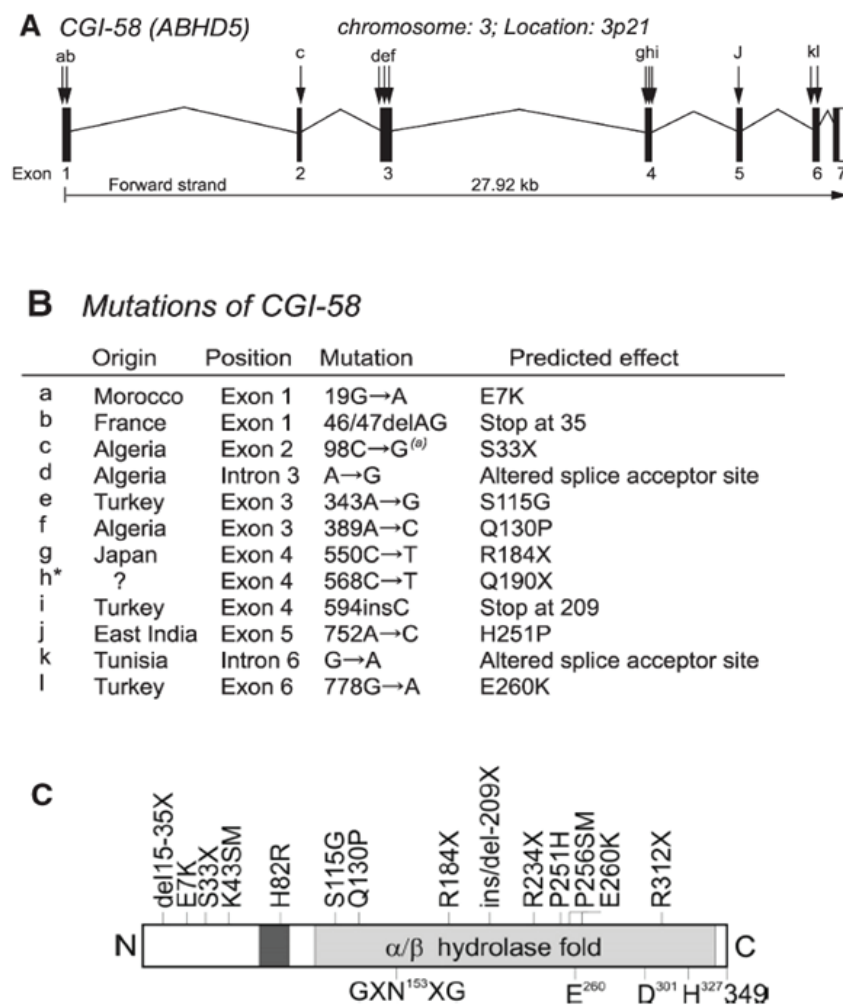 A CGI-58 (ABHD5) chromosome: 3; Location: 3p21
ab c def ghi J kl
Exon 1 2 3 4 5 6 7
Forward strand 27.92 kb
B Mutations of CGI-58
Origin Position Mutation Predicted effect
a Morocco Exon 1 19G→A E7K
b France Exon 1 46/47delAG Stop at 35
c Algeria Exon 2 98C→G(a) S33X
d Algeria Intron 3 A→G Altered splice acceptor site
e Turkey Exon 3 343A→G S115G
f Algeria Exon 3 389A→C Q130P
g Japan Exon 4 550C→T R184X
h* ? Exon 4 568C→T Q190X
i Turkey Exon 4 594insC Stop at 209
j East India Exon 5 752A→C H251P
k Tunisia Intron 6 G→A Altered splice acceptor site
l Turkey Exon 6 778G→A E260K
C
del15-35X E7K S33X K43SM H82R S115G Q130P R184X ins/del-209X R234X P251H P256SM E260K R312X
N α/β hydrolase fold C
GXN153XG E260 D301 H327 349